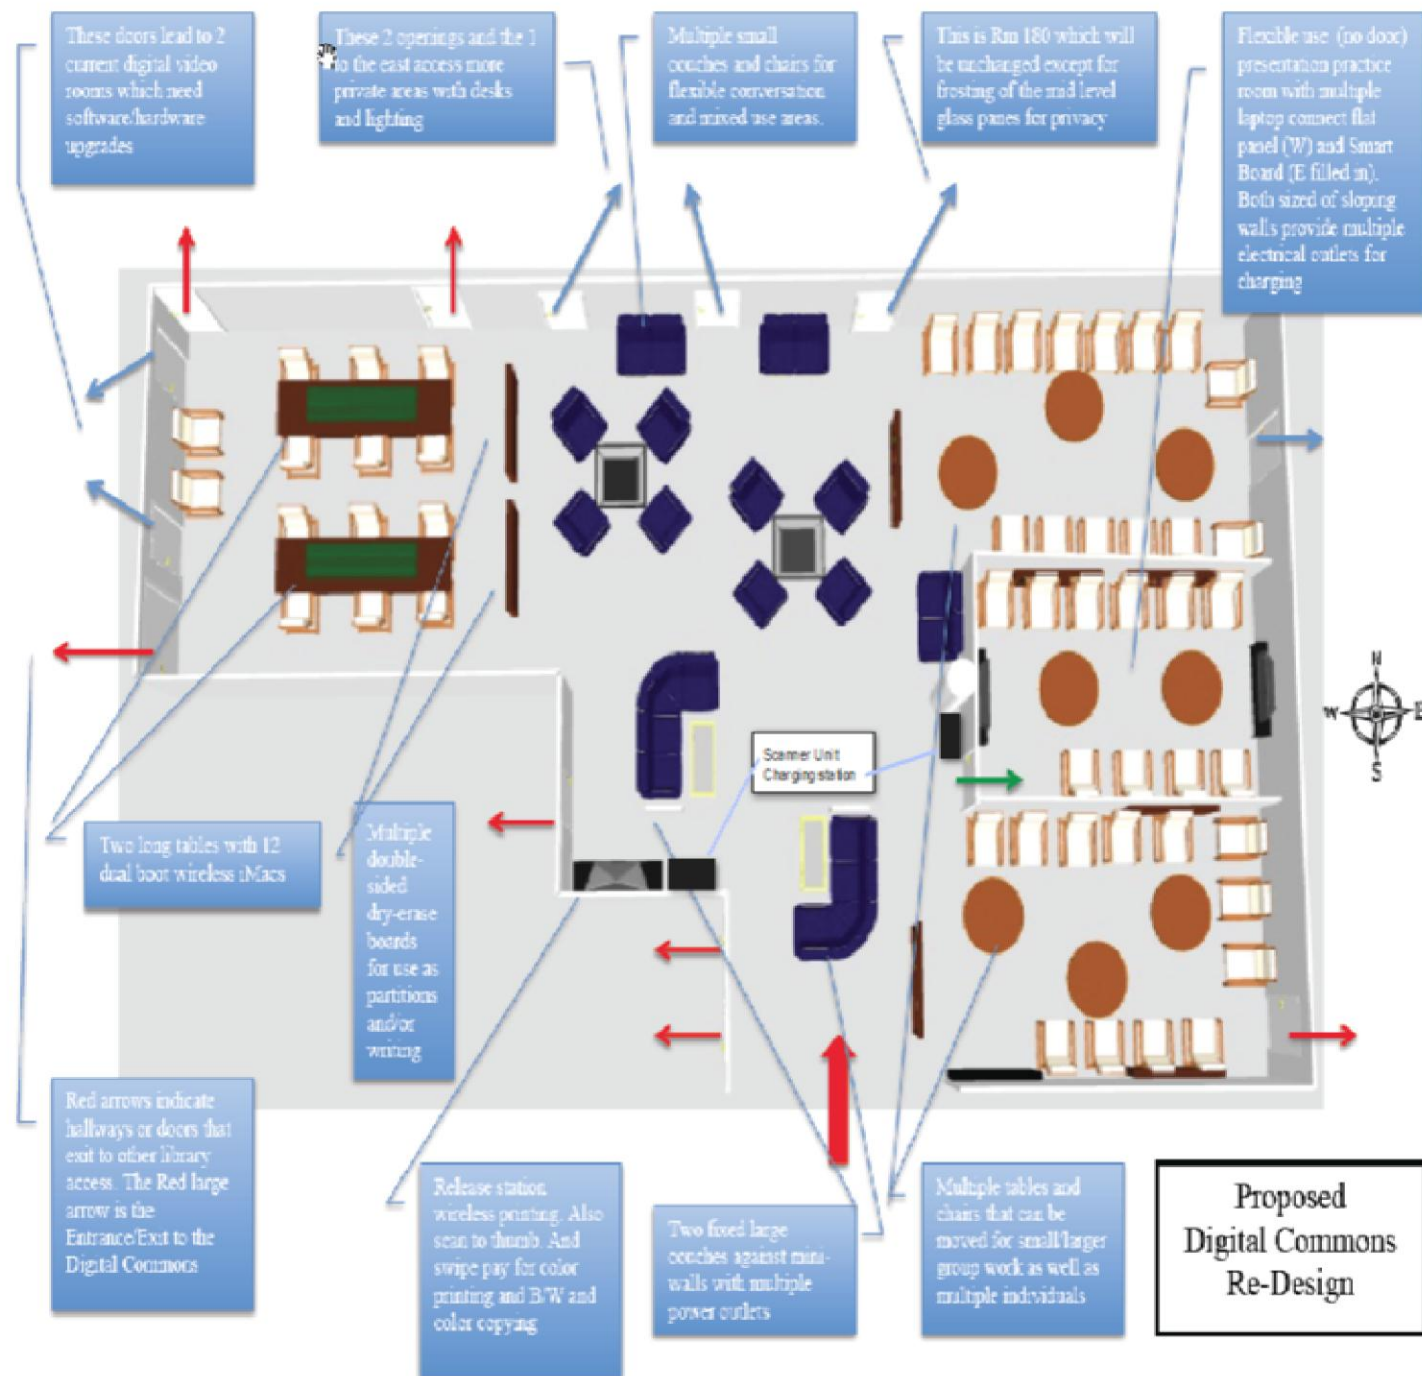 These doors lead to 2
current digital video
rooms which need
software/hardware
upgrades
These 2 openings and the 1
to the east access more
private areas with desks
and lighting
Multiple small
couches and chairs for
flexible conversation
and mixed use areas.
This is Rm 180 which will
be unchanged except for
frosting of the mid level
glass panes for privacy
Flexible use (no door)
presentation practice
room with multiple
laptop connect flat
panel (W) and Smart
Board (E filled in).
Both sized of sloping
walls provide multiple
electrical outlets for
charging
N
W
E
S
Scanner Unit
Charging station
Two long tables with 12
dual boot wireless iMacs
Multiple
double-
sided
dry-erase
boards
for use as
partitions
and/or
writing
Red arrows indicate
hallways or doors that
exit to other library
access. The Red large
arrow is the
Entrance/Exit to the
Digital Commons
Release station
wireless printing. Also
scan to thumb. And
swipe pay for color
printing and B/W and
color copying
Two fixed large
couches against mini-
walls with multiple
power outlets
Multiple tables and
chairs that can be
moved for small/larger
group work as well as
multiple individuals
Proposed
Digital Commons
Re-Design